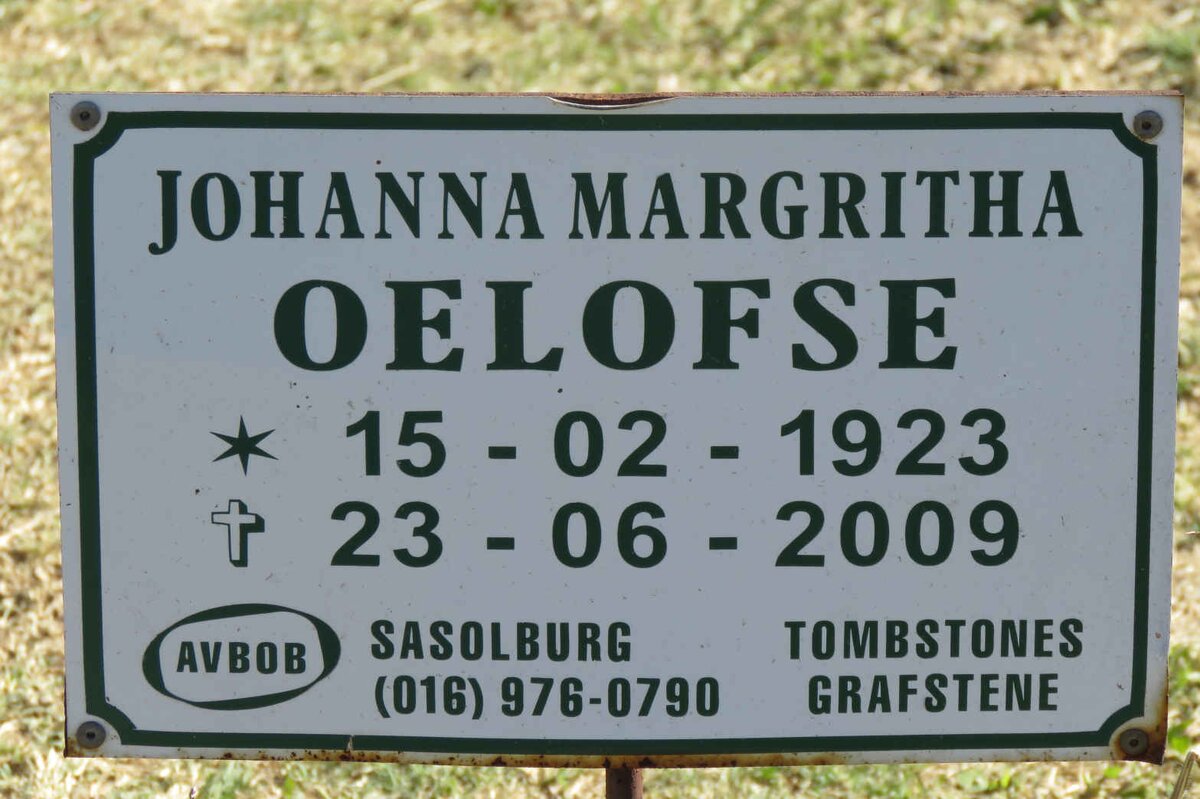 JOHANNA MARGRITHA
OELOFSE
15 - 02 - 1923
23 - 06 - 2009
AVBOB SASOLBURG TOMBSTONES
(016) 976-0790 GRAFSTENE